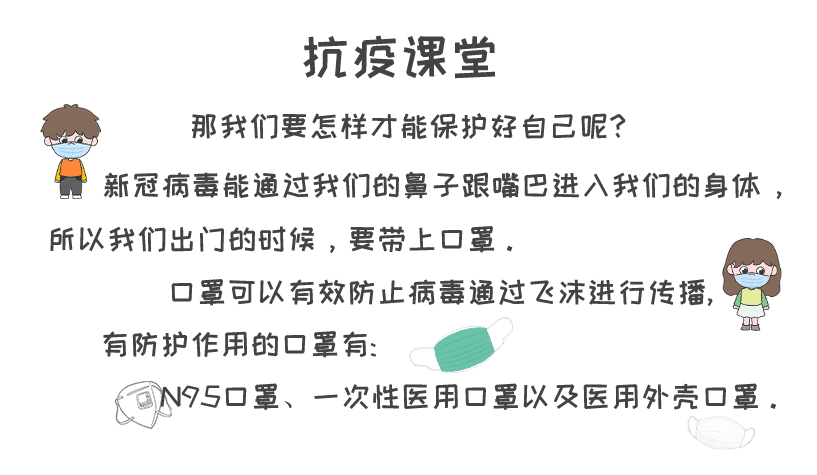 抗疫课堂
那我们要怎样才能保护好自己呢?
新冠病毒能通过我们的鼻子跟嘴巴进入我们的身体，
所以我们出门的时候，要带上口罩．
口罩可以有效防止病毒通过飞沫进行传播,
有防护作用的口罩有:
N95口罩、一次性医用口罩以及医用外壳口罩．